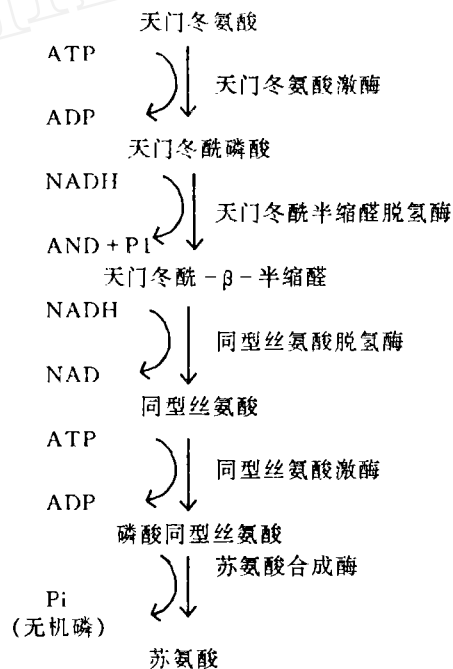 天门冬氨酸
ATP
天门冬氨酸激酶
ADP
天门冬酰磷酸
NADH
天门冬酰半缩醛脱氢酶
AND + P1
天门冬酰 - β - 半缩醛
NADH
同型丝氨酸脱氢酶
NAD
同型丝氨酸
ATP
同型丝氨酸激酶
ADP
磷酸同型丝氨酸
苏氨酸合成酶
Pi
(无机磷)
苏氨酸